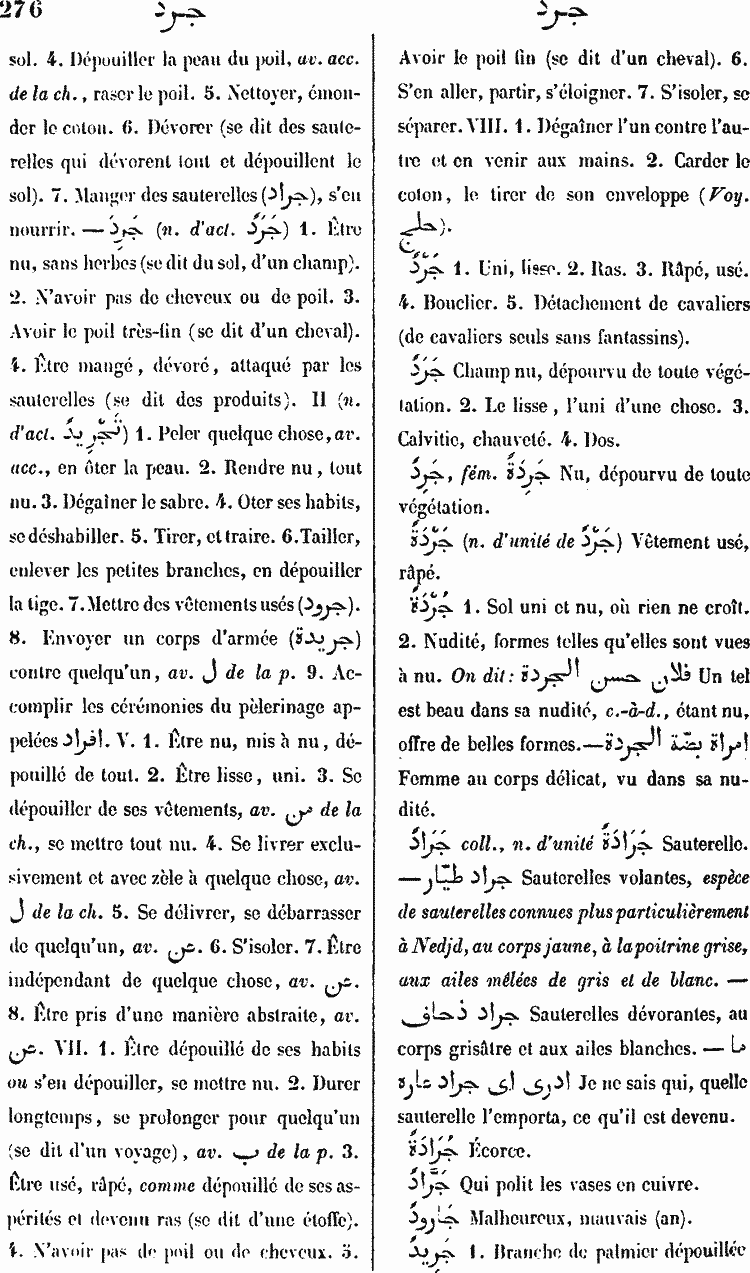 276 جرد جرد
sol. 4. Dépouiller la peau du poil, av. acc.
de la ch., raser le poil. 5. Nettoyer, émon-
der le coton. 6. Dévorer (se dit des saute-
relles qui dévorent tout et dépouillent le
sol). 7. Manger des sauterelles (جراد), s'en
nourrir. — جَرِدَ (n. d'act. جَرَدٌ) 1. Être
nu, sans herbes (se dit du sol, d'un champ).
2. N'avoir pas de cheveux ou de poil. 3.
Avoir le poil très-fin (se dit d'un cheval).
4. Être mangé, dévoré, attaqué par les
sauterelles (se dit des produits). II (n.
d'act. تَجْرِيدٌ) 1. Peler quelque chose, av.
acc., en ôter la peau. 2. Rendre nu, tout
nu. 3. Dégaîner le sabre. 4. Oter ses habits,
se déshabiller. 5. Tirer, et traire. 6. Tailler,
enlever les petites branches, en dépouiller
la tige. 7. Mettre des vêtements usés (جرود).
8. Envoyer un corps d'armée (جريدة)
contre quelqu'un, av. ل de la p. 9. Ac-
complir les cérémonies du pèlerinage ap-
pelées افراد. V. 1. Être nu, mis à nu, dé-
pouillé de tout. 2. Être lisse, uni. 3. Se
dépouiller de ses vêtements, av. من de la
ch., se mettre tout nu. 4. Se livrer exclu-
sivement et avec zèle à quelque chose, av.
ل de la ch. 5. Se délivrer, se débarrasser
de quelqu'un, av. عن. 6. S'isoler. 7. Être
indépendant de quelque chose, av. عن.
8. Être pris d'une manière abstraite, av.
عن. VII. 1. Être dépouillé de ses habits
ou s'en dépouiller, se mettre nu. 2. Durer
longtemps, se prolonger pour quelqu'un
(se dit d'un voyage), av. ب de la p. 3.
Être usé, râpé, comme dépouillé de ses as-
pérités et devenu ras (se dit d'une étoffe).
4. N'avoir pas de poil ou de cheveux. 5.
Avoir le poil fin (se dit d'un cheval). 6.
S'en aller, partir, s'éloigner. 7. S'isoler, se
séparer. VIII. 1. Dégaîner l'un contre l'au-
tre et en venir aux mains. 2. Carder le
coton, le tirer de son enveloppe (Voy.
حلج).
جَرْدٌ 1. Uni, lisse. 2. Ras. 3. Râpé, usé.
4. Bouclier. 5. Détachement de cavaliers
(de cavaliers seuls sans fantassins).
جَرَدٌ Champ nu, dépourvu de toute végé-
tation. 2. Le lisse, l'uni d'une chose. 3.
Calvitie, chauveté. 4. Dos.
جَرِدٌ, fém. جَرِدَةٌ Nu, dépourvu de toute
végétation.
جَرْدَةٌ (n. d'unité de جَرْدٌ) Vêtement usé,
râpé.
جُرْدَةٌ 1. Sol uni et nu, où rien ne croît.
2. Nudité, formes telles qu'elles sont vues
à nu. On dit: فلان حسن الجردة Un tel
est beau dans sa nudité, c.-à-d., étant nu,
offre de belles formes.—امراة بضّة الجردة
Femme au corps délicat, vu dans sa nu-
dité.
جَرَادٌ coll., n. d'unité جَرَادَةٌ Sauterelle.
—جراد طيّار Sauterelles volantes, espèce
de sauterelles connues plus particulièrement
à Nedjd, au corps jaune, à la poitrine grise,
aux ailes mêlées de gris et de blanc. —
جراد ذحاف Sauterelles dévorantes, au
corps grisâtre et aux ailes blanches. — ما
ادرى اى جراد عاره Je ne sais qui, quelle
sauterelle l'emporta, ce qu'il est devenu.
جُرَادَةٌ Écorce.
جَرَّادٌ Qui polit les vases en cuivre.
جَارُودٌ Malheureux, mauvais (an).
جَرِيدٌ 1. Branche de palmier dépouillée